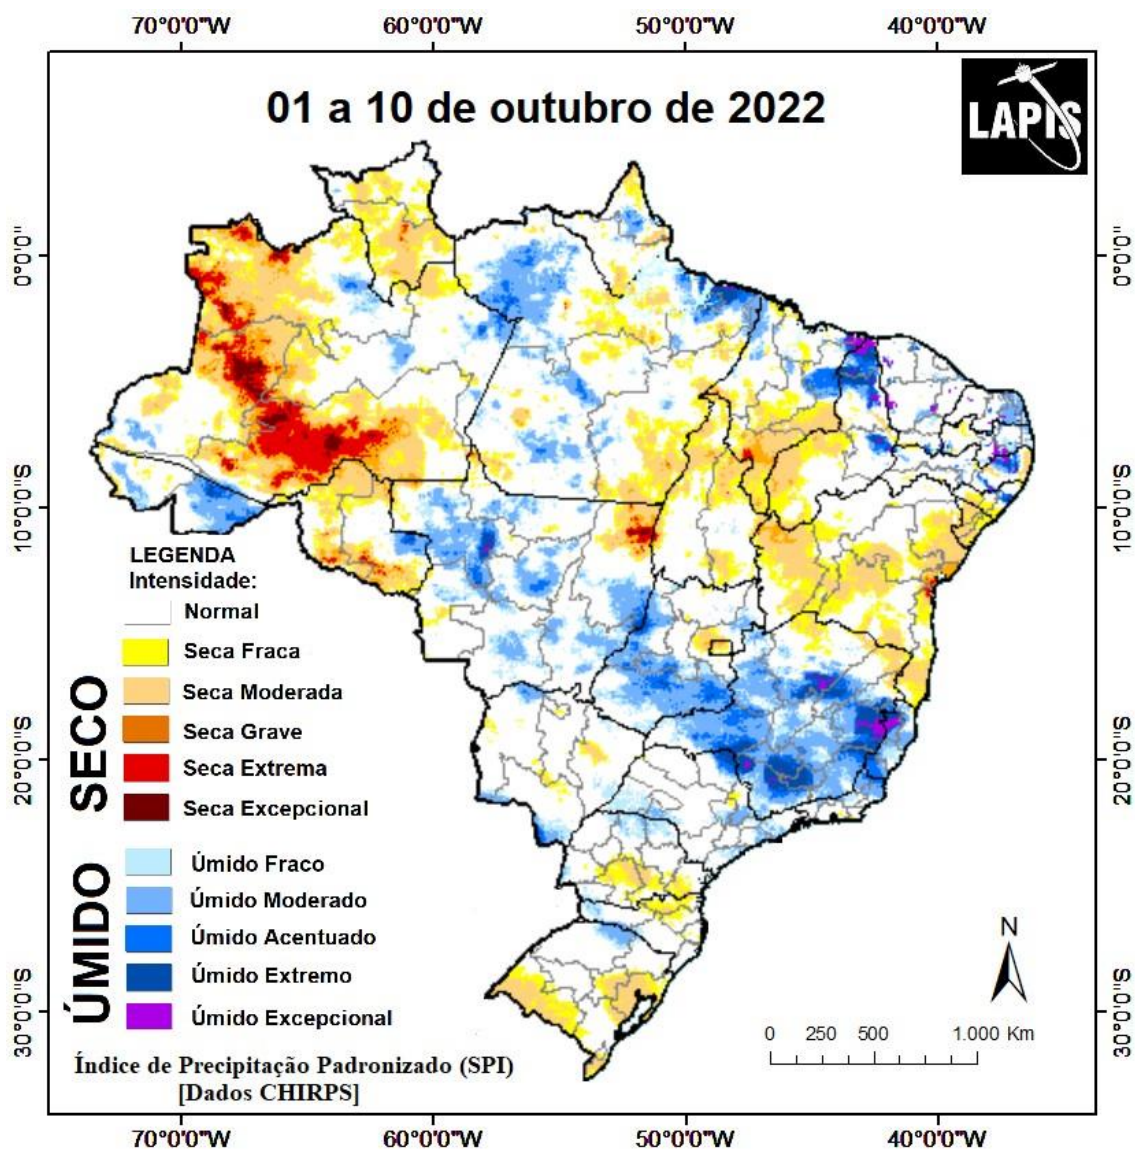 70°0'0"W 60°0'0"W 50°0'0"W 40°0'0"W
01 a 10 de outubro de 2022
LAPIS
0°0'0"
0°0'0"
10°0'0"S
10°0'0"S
LEGENDA
Intensidade:
Normal
SECO
Seca Fraca
Seca Moderada
Seca Grave
Seca Extrema
Seca Excepcional
20°0'0"S
20°0'0"S
ÚMIDO
Úmido Fraco
Úmido Moderado
Úmido Acentuado
Úmido Extremo
Úmido Excepcional
N
30°0'0"S
30°0'0"S
0 250 500 1.000 Km
Índice de Precipitação Padronizado (SPI)
[Dados CHIRPS]
70°0'0"W 60°0'0"W 50°0'0"W 40°0'0"W